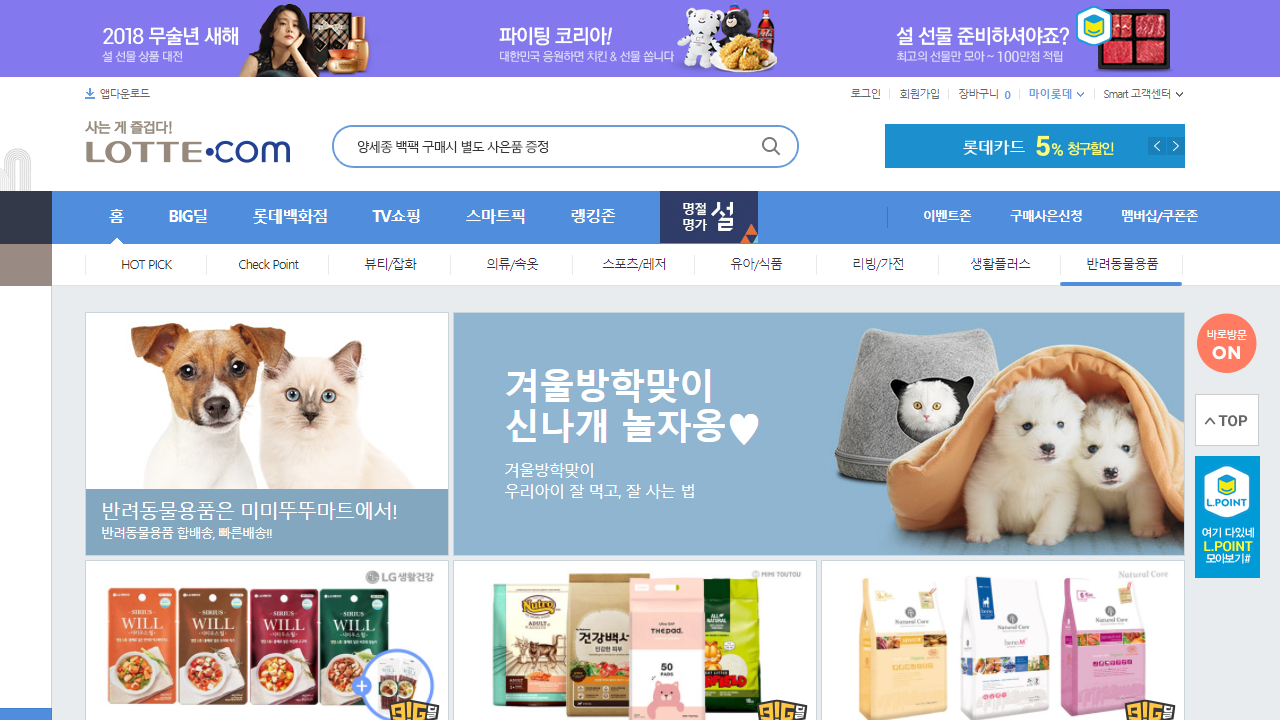 2018 무술년 새해
설 선물 상품 대전
파이팅 코리아!
대한민국 응원하면 치킨 & 선물 쏩니다
설 선물 준비하셔야죠?
최고의 선물만 모아 ~ 100만점 적립
앱다운로드
로그인
회원가입
장바구니 0
마이롯데
Smart 고객센터
사는 게 즐겁다!
LOTTE•com
양세종 백팩 구매시 별도 사은품 증정
롯데카드 5% 청구할인
홈
BIG딜
롯데백화점
TV쇼핑
스마트픽
랭킹존
명절
명가
설
이벤트존
구매사은신청
멤버십/쿠폰존
HOT PICK
Check Point
뷰티/잡화
의류/속옷
스포츠/레저
유아/식품
리빙/가전
생활플러스
반려동물용품
반려동물용품은 미미뚜뚜마트에서!
반려동물용품 합배송, 빠른배송!!
겨울방학맞이
신나개 놀자옹♥
겨울방학맞이
우리아이 잘 먹고, 잘 사는 법
바로방문
ON
TOP
L.POINT
여기 다있네
L.POINT
모아보기#
LG생활건강
SIRIUS
WILL
SIRIUS
WILL
SIRIUS
WILL
SIRIUS
WILL
BIG딜
MIMI TOUTOU
Nutro
ADULT
건강백서
건강한 피부
THEDOG.
50
PADS
ALL
NATURAL
BIG딜
Natural Core
Natural Core
Natural Core
Natural Core
BIG딜